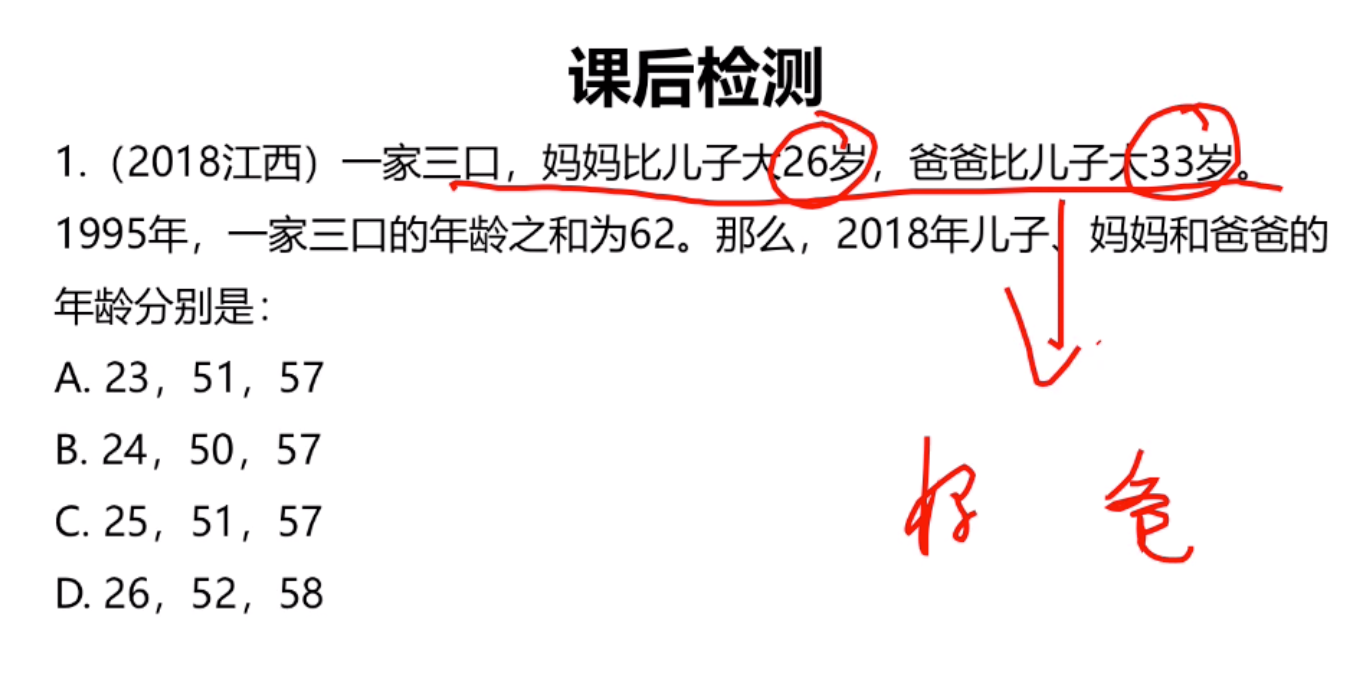 课后检测
1.（2018江西）一家三口，妈妈比儿子大26岁，爸爸比儿子大33岁。
1995年，一家三口的年龄之和为62。那么，2018年儿子、妈妈和爸爸的
年龄分别是：
A. 23，51，57
B. 24，50，57
C. 25，51，57
D. 26，52，58
爸